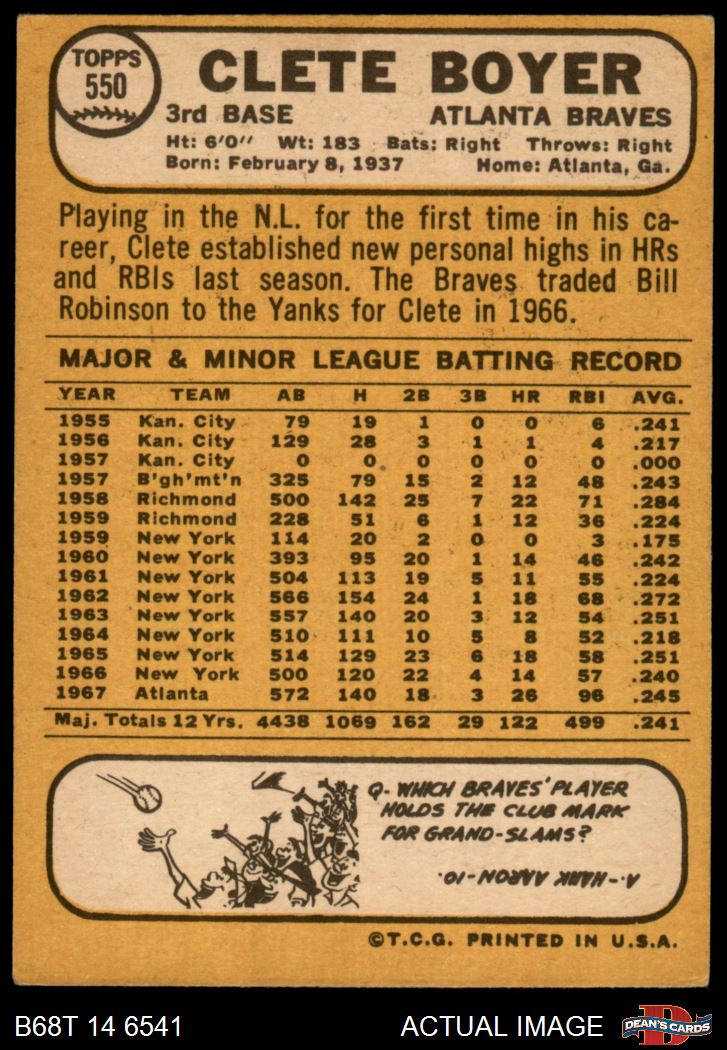 TOPPS
550
CLETE BOYER
3rd BASE ATLANTA BRAVES
Ht: 6'0" Wt: 183 Bats: Right Throws: Right
Born: February 8, 1937 Home: Atlanta, Ga.
Playing in the N.L. for the first time in his ca-
reer, Clete established new personal highs in HRs
and RBIs last season. The Braves traded Bill
Robinson to the Yanks for Clete in 1966.
MAJOR & MINOR LEAGUE BATTING RECORD
YEAR TEAM AB H 2B 3B HR RBI AVG.
1955 Kan. City 79 19 1 0 0 6 .241
1956 Kan. City 129 28 3 1 1 4 .217
1957 Kan. City 0 0 0 0 0 0 .000
1957 B'gh'mt'n 325 79 15 2 12 48 .243
1958 Richmond 500 142 25 7 22 71 .284
1959 Richmond 228 51 6 1 12 36 .224
1959 New York 114 20 2 0 0 3 .175
1960 New York 393 95 20 1 14 46 .242
1961 New York 504 113 19 5 11 55 .224
1962 New York 566 154 24 1 18 68 .272
1963 New York 557 140 20 3 12 54 .251
1964 New York 510 111 10 5 8 52 .218
1965 New York 514 129 23 6 18 58 .251
1966 New York 500 120 22 4 14 57 .240
1967 Atlanta 572 140 18 3 26 96 .245
Maj. Totals 12 Yrs. 4438 1069 162 29 122 499 .241
Q- WHICH BRAVES' PLAYER
HOLDS THE CLUB MARK
FOR GRAND-SLAMS?
A- HANK AARON-10.
©T.C.G. PRINTED IN U.S.A.
B68T 14 6541 ACTUAL IMAGE
D
DEAN'S CARDS